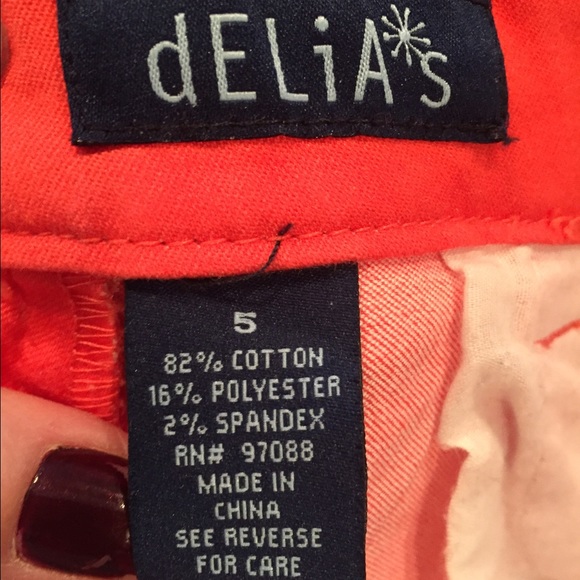 dELiA*s
5
82% COTTON
16% POLYESTER
2% SPANDEX
RN# 97088
MADE IN
CHINA
SEE REVERSE
FOR CARE